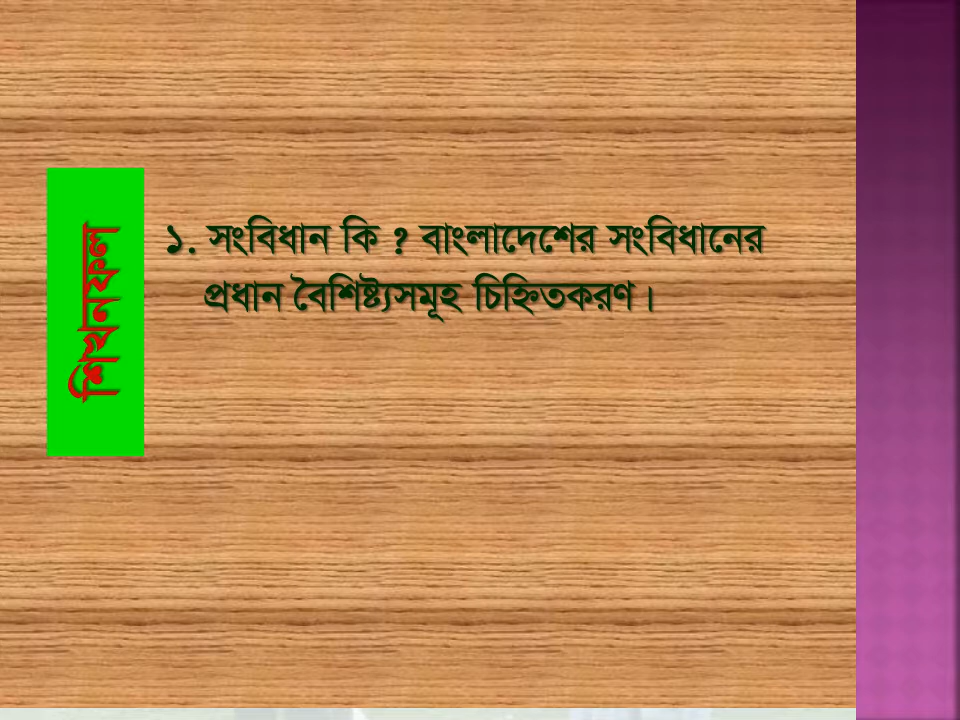 শিখনফল
১. সংবিধান কি ? বাংলাদেশের সংবিধানের
প্রধান বৈশিষ্ট্যসমূহ চিহ্নিতকরণ।